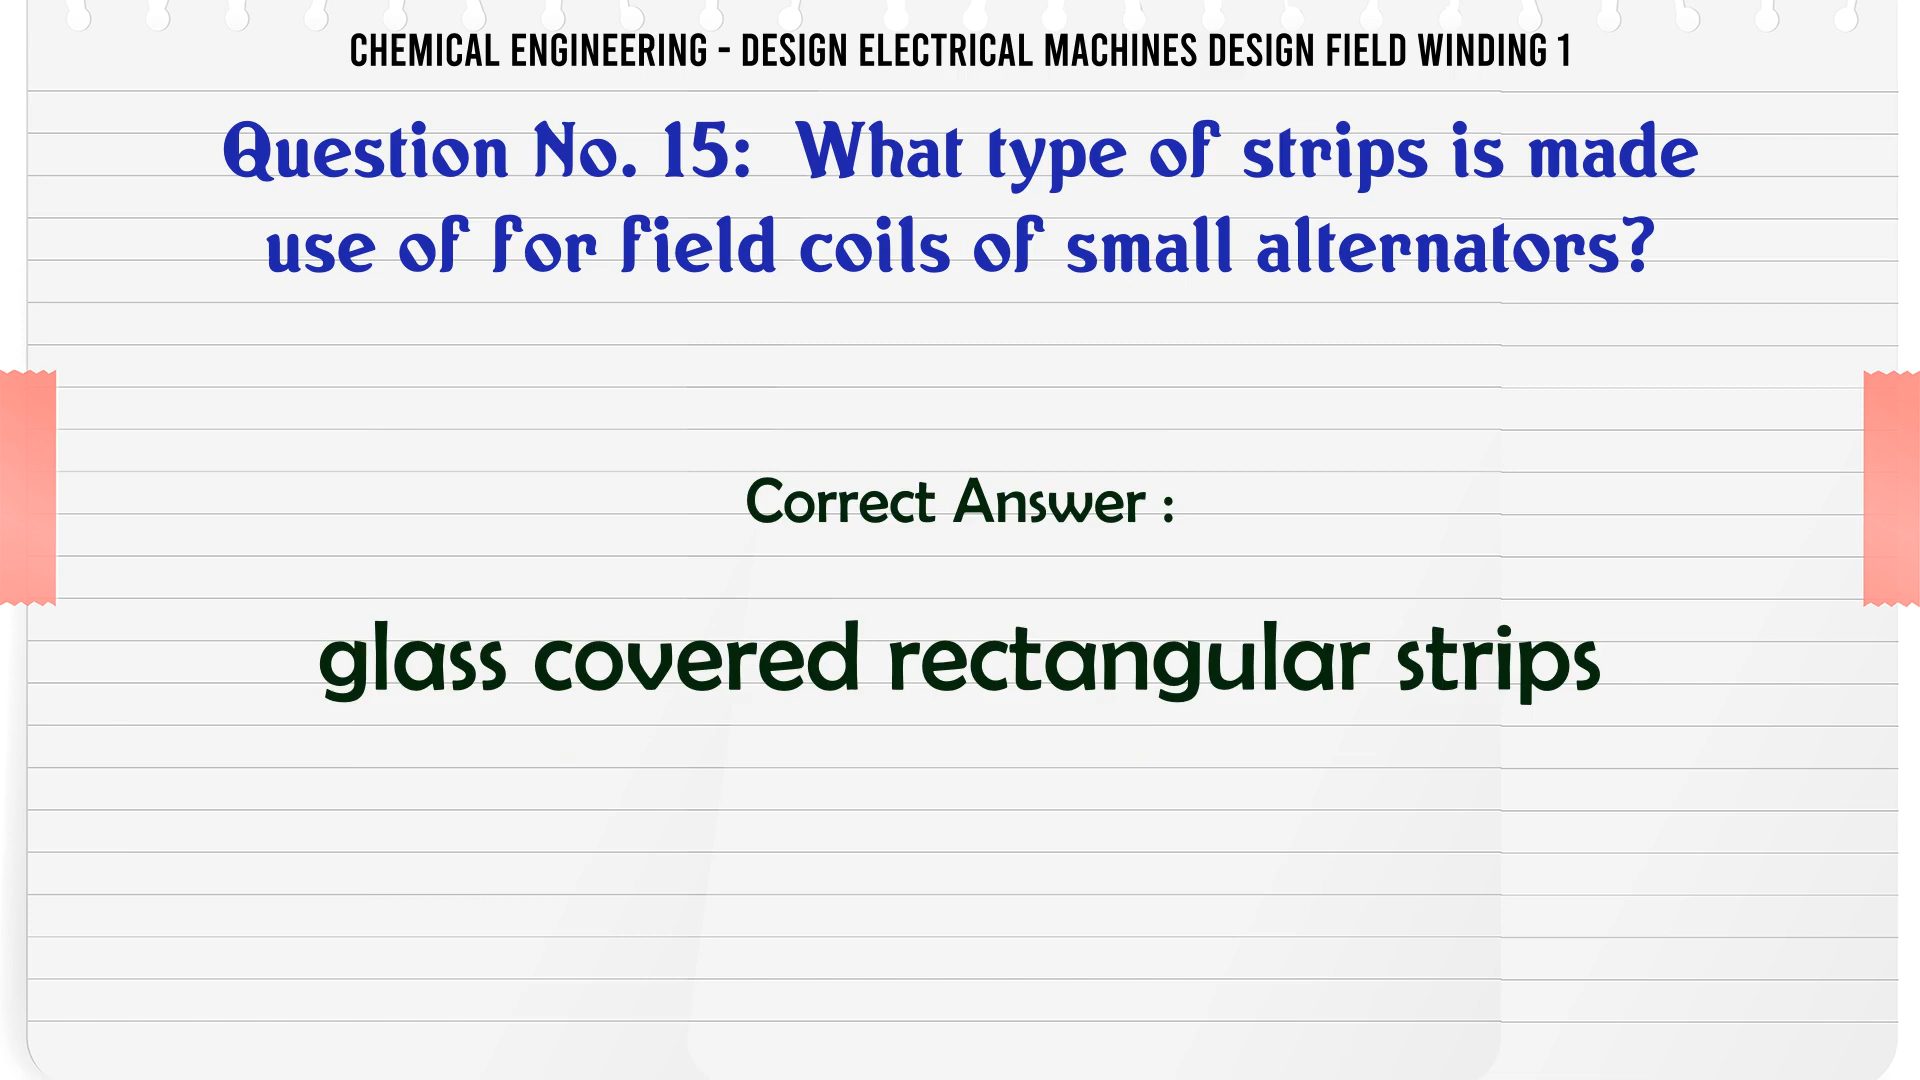 CHEMICAL ENGINEERING - DESIGN ELECTRICAL MACHINES DESIGN FIELD WINDING 1
Question No. 15: What type of strips is made
use of for field coils of small alternators?
Correct Answer :
glass covered rectangular strips